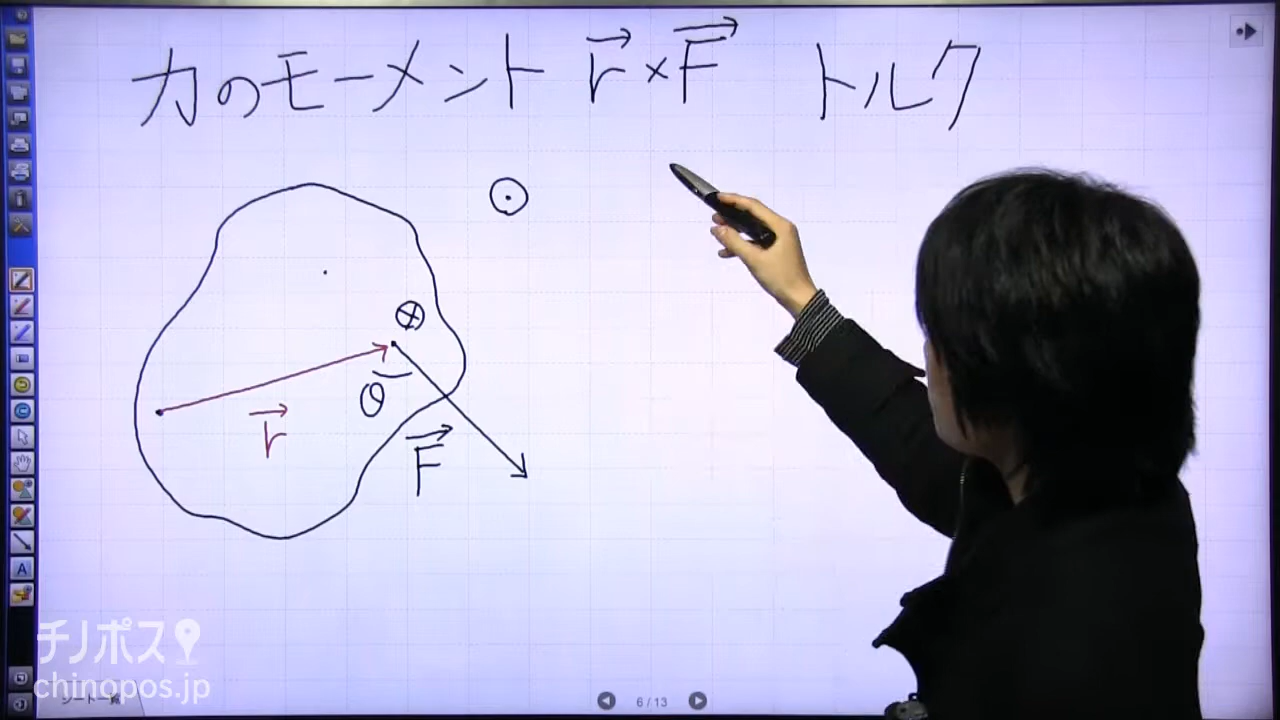 力のモーメント r⃗×F⃗ トルク
θ
r⃗
F⃗
チノポス
chinopos.jp
6 / 13
A